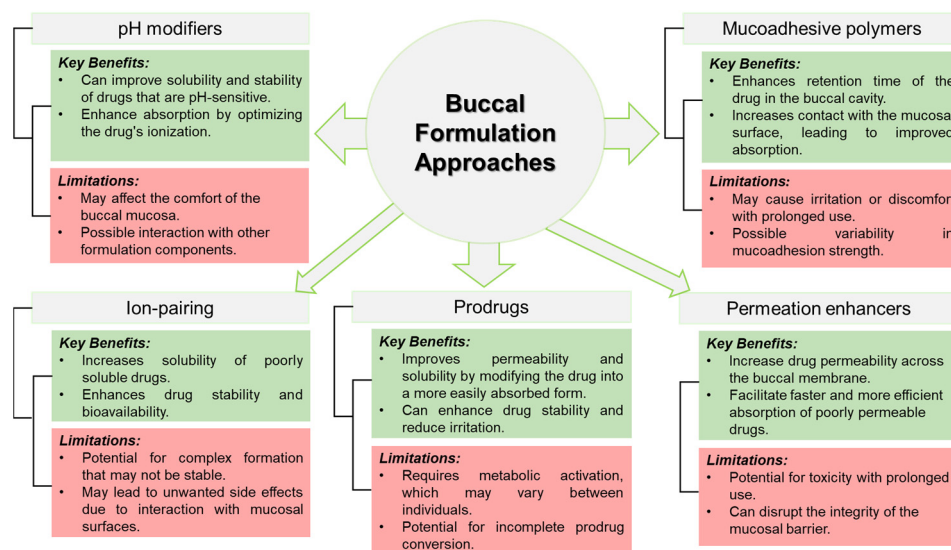 pH modifiers
Key Benefits:
• Can improve solubility and stability
of drugs that are pH-sensitive.
• Enhance absorption by optimizing
the drug's ionization.
Limitations:
• May affect the comfort of the
buccal mucosa.
• Possible interaction with other
formulation components.
Buccal
Formulation
Approaches
Mucoadhesive polymers
Key Benefits:
• Enhances retention time of the
drug in the buccal cavity.
• Increases contact with the mucosa
surface, leading to improved
absorption.
Limitations:
• May cause irritation or discomfor
with prolonged use.
• Possible variability in
mucoadhesion strength.
Ion-pairing
Key Benefits:
• Increases solubility of poorly
soluble drugs.
• Enhances drug stability and
bioavailability.
Limitations:
• Potential for complex formation
that may not be stable.
• May lead to unwanted side effects
due to interaction with mucosal
surfaces.
Prodrugs
Key Benefits:
• Improves permeability and
solubility by modifying the drug into
a more easily absorbed form.
• Can enhance drug stability and
reduce irritation.
Limitations:
• Requires metabolic activation,
which may vary between
individuals.
• Potential for incomplete prodrug
conversion.
Permeation enhancers
Key Benefits:
• Increase drug permeability across
the buccal membrane.
• Facilitate faster and more efficient
absorption of poorly permeable
drugs.
Limitations:
• Potential for toxicity with prolonged
use.
• Can disrupt the integrity of the
mucosal barrier.